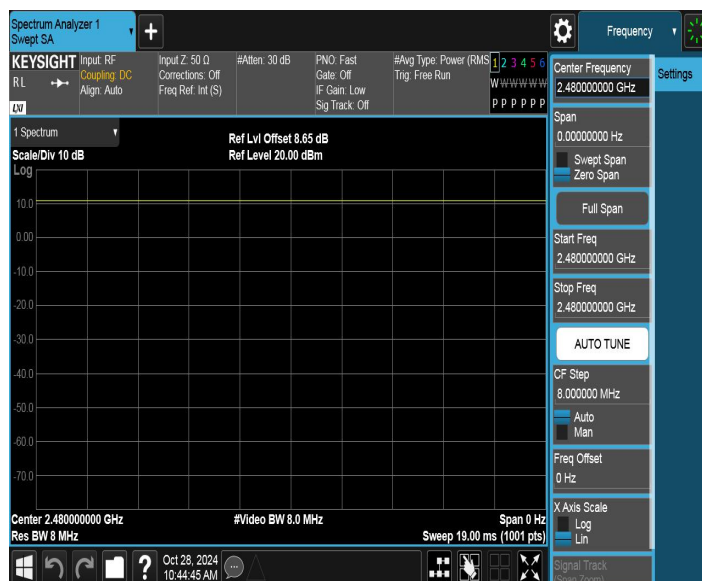 Spectrum Analyzer 1
Swept SA
Frequency
KEYSIGHT
RL
LXI
Input: RF
Coupling: DC
Align: Auto
Input Z: 50 Ω
Corrections: Off
Freq Ref: Int (S)
#Atten: 30 dB
PNO: Fast
Gate: Off
IF Gain: Low
Sig Track: Off
#Avg Type: Power (RMS
Trig: Free Run
1 2 3 4 5 6
W W W W W W
P P P P P P
Center Frequency
2.480000000 GHz
Settings
Span
0.00000000 Hz
Swept Span
Zero Span
Full Span
Start Freq
2.480000000 GHz
Stop Freq
2.480000000 GHz
AUTO TUNE
CF Step
8.000000 MHz
Auto
Man
Freq Offset
0 Hz
X Axis Scale
Log
Lin
Signal Track
(Span Zoom)
1 Spectrum
Scale/Div 10 dB
Ref Lvl Offset 8.65 dB
Ref Level 20.00 dBm
Log
10.0
0.00
-10.0
-20.0
-30.0
-40.0
-50.0
-60.0
-70.0
Center 2.480000000 GHz
#Video BW 8.0 MHz
Span 0 Hz
Res BW 8 MHz
Sweep 19.00 ms (1001 pts)
?
Oct 28, 2024
10:44:45 AM